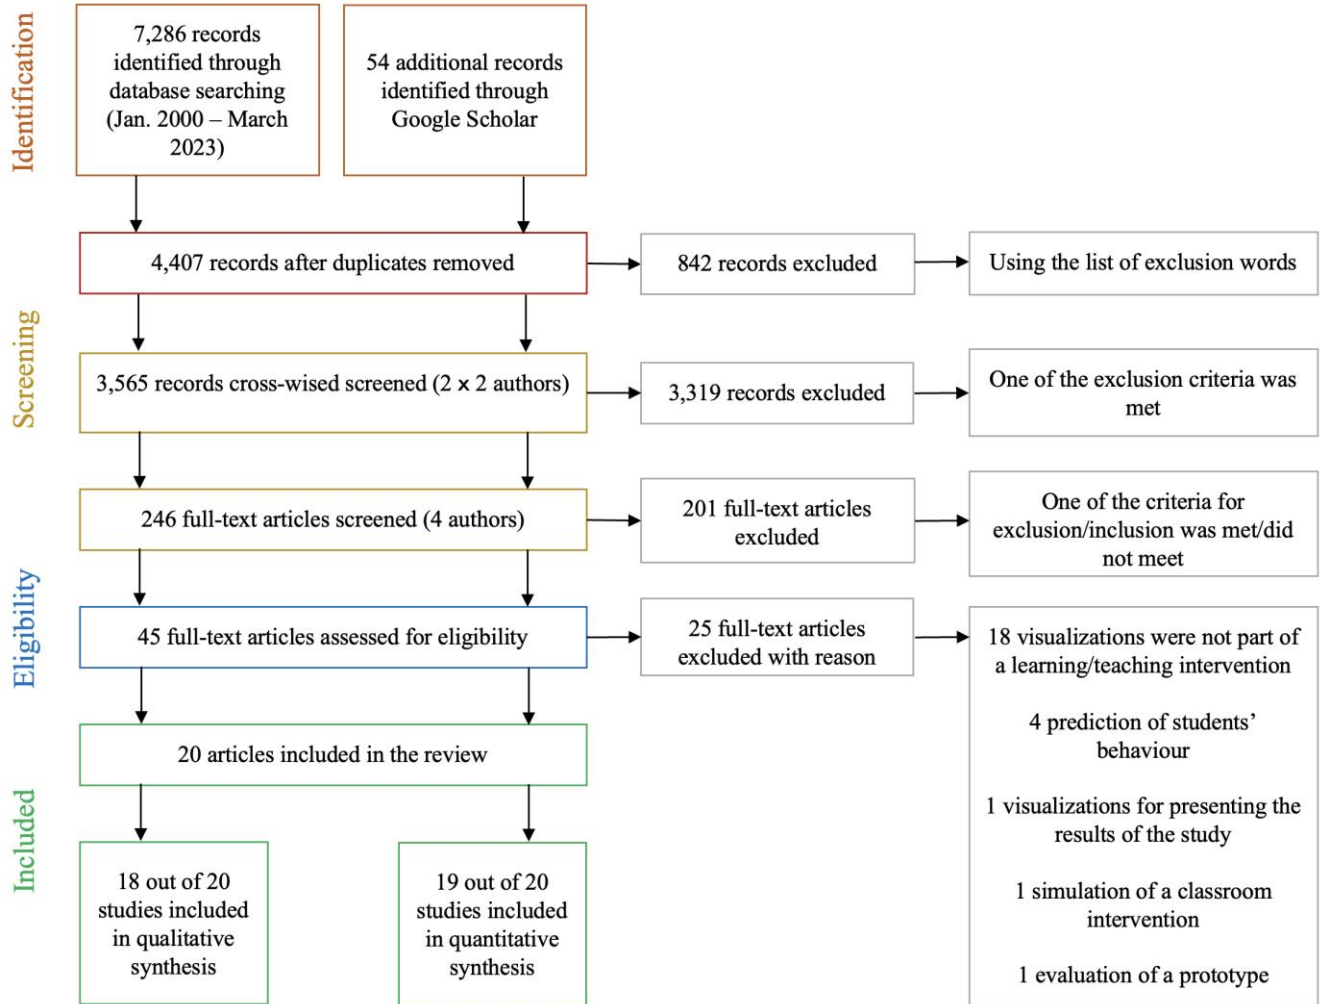 Identification
7,286 records
identified through
database searching
(Jan. 2000 – March
2023)
54 additional records
identified through
Google Scholar
4,407 records after duplicates removed
842 records excluded
Using the list of exclusion words
Screening
3,565 records cross-wised screened (2 x 2 authors)
3,319 records excluded
One of the exclusion criteria was
met
246 full-text articles screened (4 authors)
201 full-text articles
excluded
One of the criteria for
exclusion/inclusion was met/did
not meet
Eligibility
45 full-text articles assessed for eligibility
25 full-text articles
excluded with reason
18 visualizations were not part of
a learning/teaching intervention
4 prediction of students’
behaviour
1 visualizations for presenting the
results of the study
1 simulation of a classroom
intervention
1 evaluation of a prototype
Included
20 articles included in the review
18 out of 20
studies included
in qualitative
synthesis
19 out of 20
studies included
in quantitative
synthesis